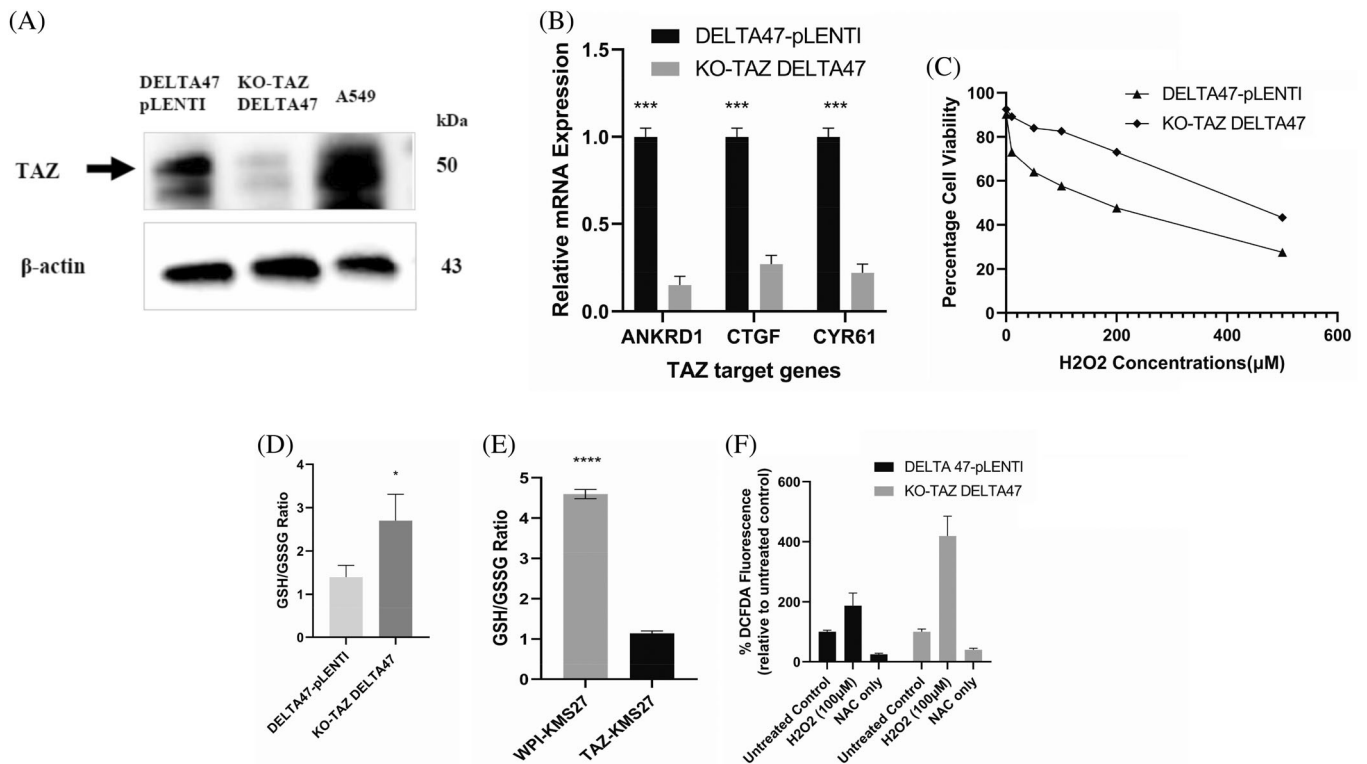 (A)
DELTA47
pLENTI
KO-TAZ
DELTA47
A549
kDa
TAZ
50
β-actin
43
(B)
DELTA47-pLENTI
KO-TAZ DELTA47
Relative mRNA Expression
1.5
1.0
0.5
0.0
***
***
***
ANKRD1
CTGF
CYR61
TAZ target genes
(C)
DELTA47-pLENTI
KO-TAZ DELTA47
Percentage Cell Viability
100
80
60
40
20
0
0
200
400
600
H2O2 Concentrations(μM)
(D)
GSH/GSSG Ratio
4
3
2
1
0
*
DELTA47-pLENTI
KO-TAZ DELTA47
(E)
GSH/GSSG Ratio
5
4
3
2
1
0
****
WPI-KMS27
TAZ-KMS27
(F)
DELTA 47-pLENTI
KO-TAZ DELTA47
% DCFDA Fluorescence
(relative to untreated control)
600
400
200
0
Untreated Control
H2O2 (100μM)
NAC only
Untreated Control
H2O2 (100μM)
NAC only